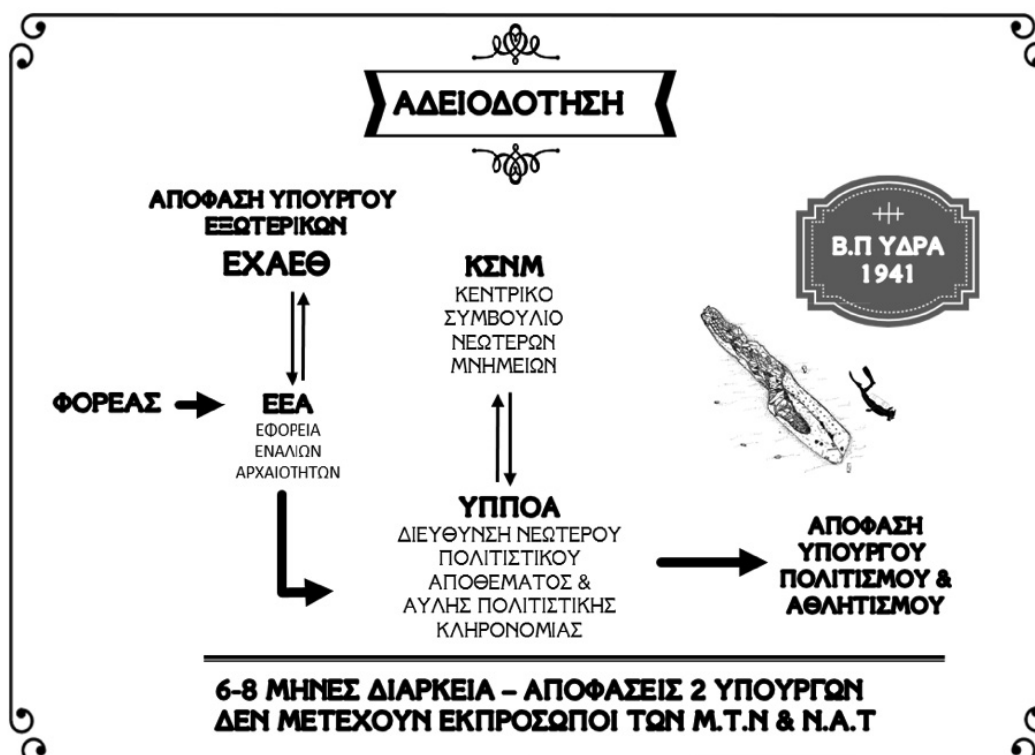 ΑΔΕΙΟΔΟΤΗΣΗ
ΑΠΟΦΑΣΗ ΥΠΟΥΡΓΟΥ
ΕΞΩΤΕΡΙΚΩΝ
ΕΧΑΕΘ
ΚΣΝΜ
ΚΕΝΤΡΙΚΟ
ΣΥΜΒΟΥΛΙΟ
ΝΕΩΤΕΡΩΝ
ΜΝΗΜΕΙΩΝ
Β.Π ΥΔΡΑ
1941
ΦΟΡΕΑΣ
ΕΕΑ
ΕΦΟΡΕΙΑ
ΕΝΑΛΙΩΝ
ΑΡΧΑΙΟΤΗΤΩΝ
ΥΠΠΟΑ
ΔΙΕΥΘΥΝΣΗ ΝΕΩΤΕΡΟΥ
ΠΟΛΙΤΙΣΤΙΚΟΥ
ΑΠΟΘΕΜΑΤΟΣ &
ΑΥΛΗΣ ΠΟΛΙΤΙΣΤΙΚΗΣ
ΚΛΗΡΟΝΟΜΙΑΣ
ΑΠΟΦΑΣΗ
ΥΠΟΥΡΓΟΥ
ΠΟΛΙΤΙΣΜΟΥ &
ΑΘΛΗΤΙΣΜΟΥ
6-8 ΜΗΝΕΣ ΔΙΑΡΚΕΙΑ – ΑΠΟΦΑΣΕΙΣ 2 ΥΠΟΥΡΓΩΝ
ΔΕΝ ΜΕΤΕΧΟΥΝ ΕΚΠΡΟΣΩΠΟΙ ΤΩΝ Μ.Τ.Ν & Ν.Α.Τ